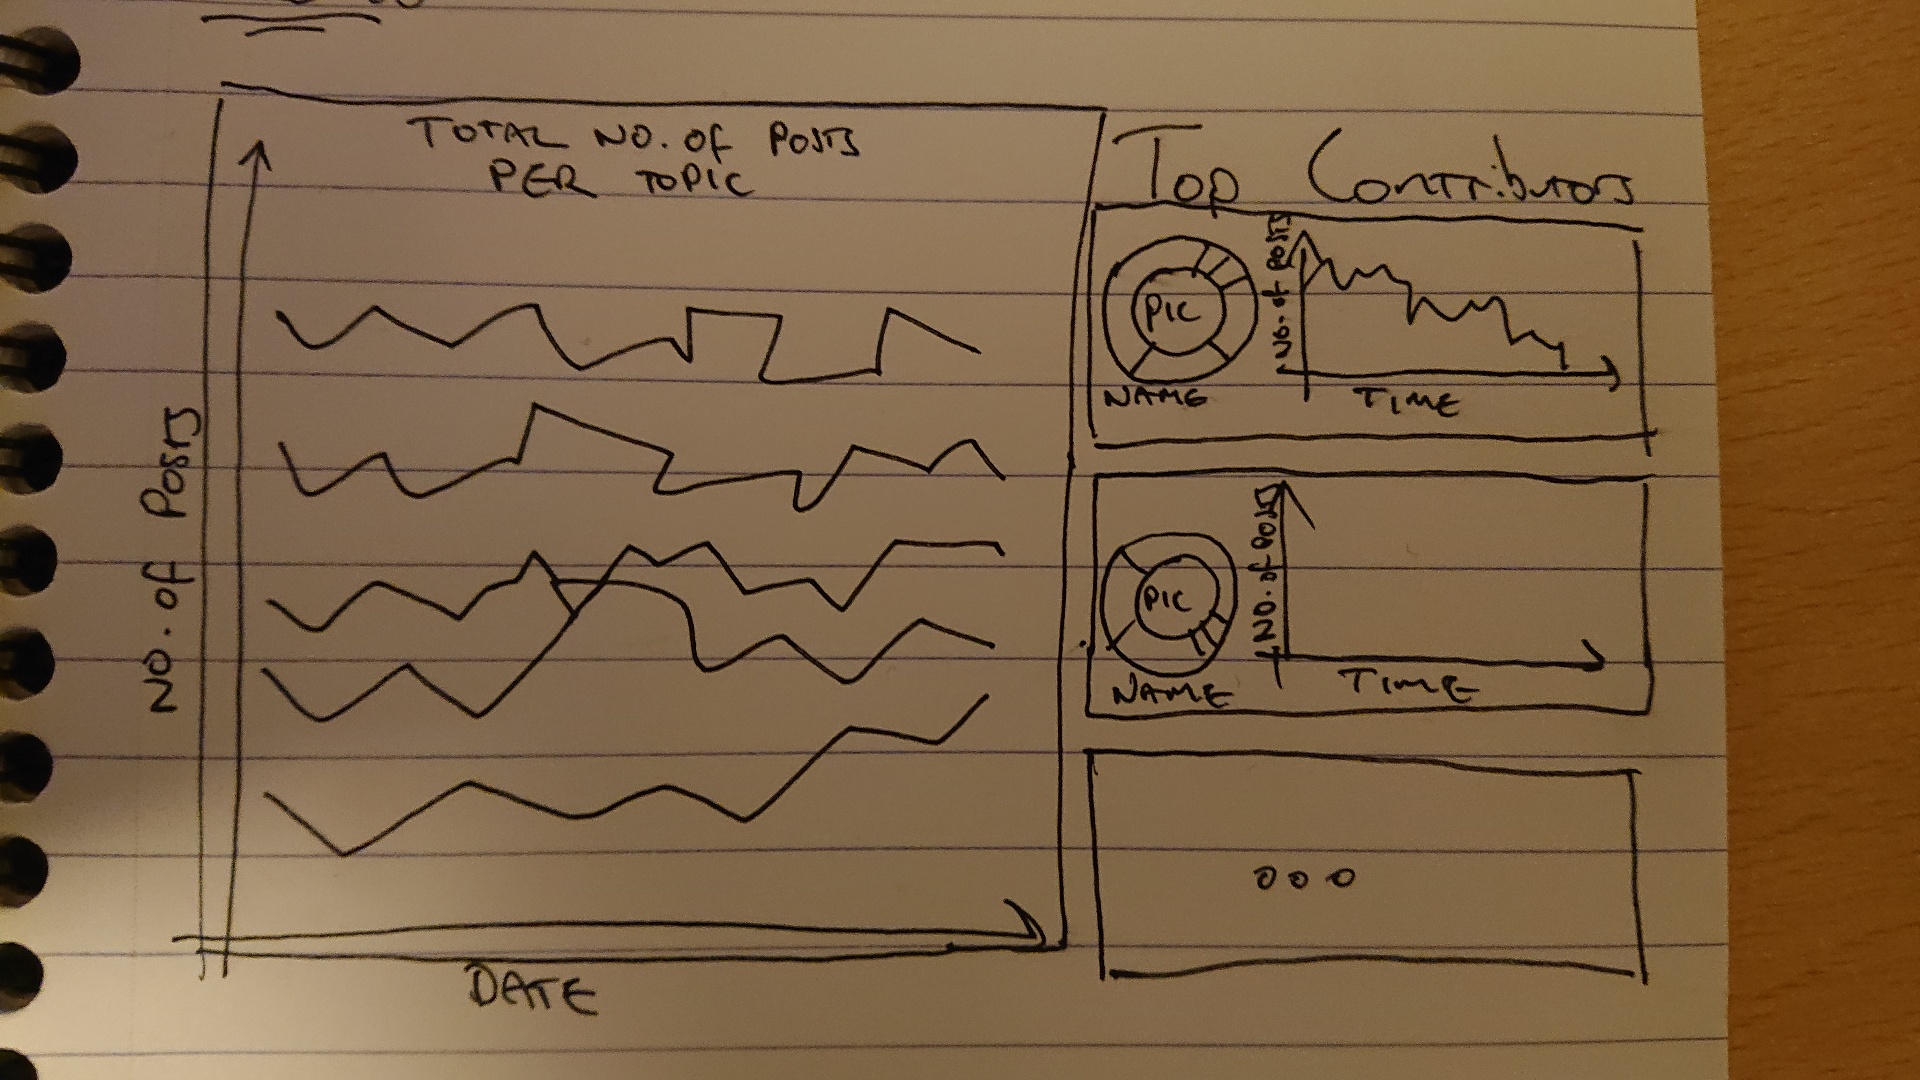 TOTAL NO. OF POSTS
PER TOPIC
NO. OF POSTS
DATE
Top Contributors
PIC
NAME
NO. OF POSTS
TIME
PIC
NAME
NO. OF POSTS
TIME